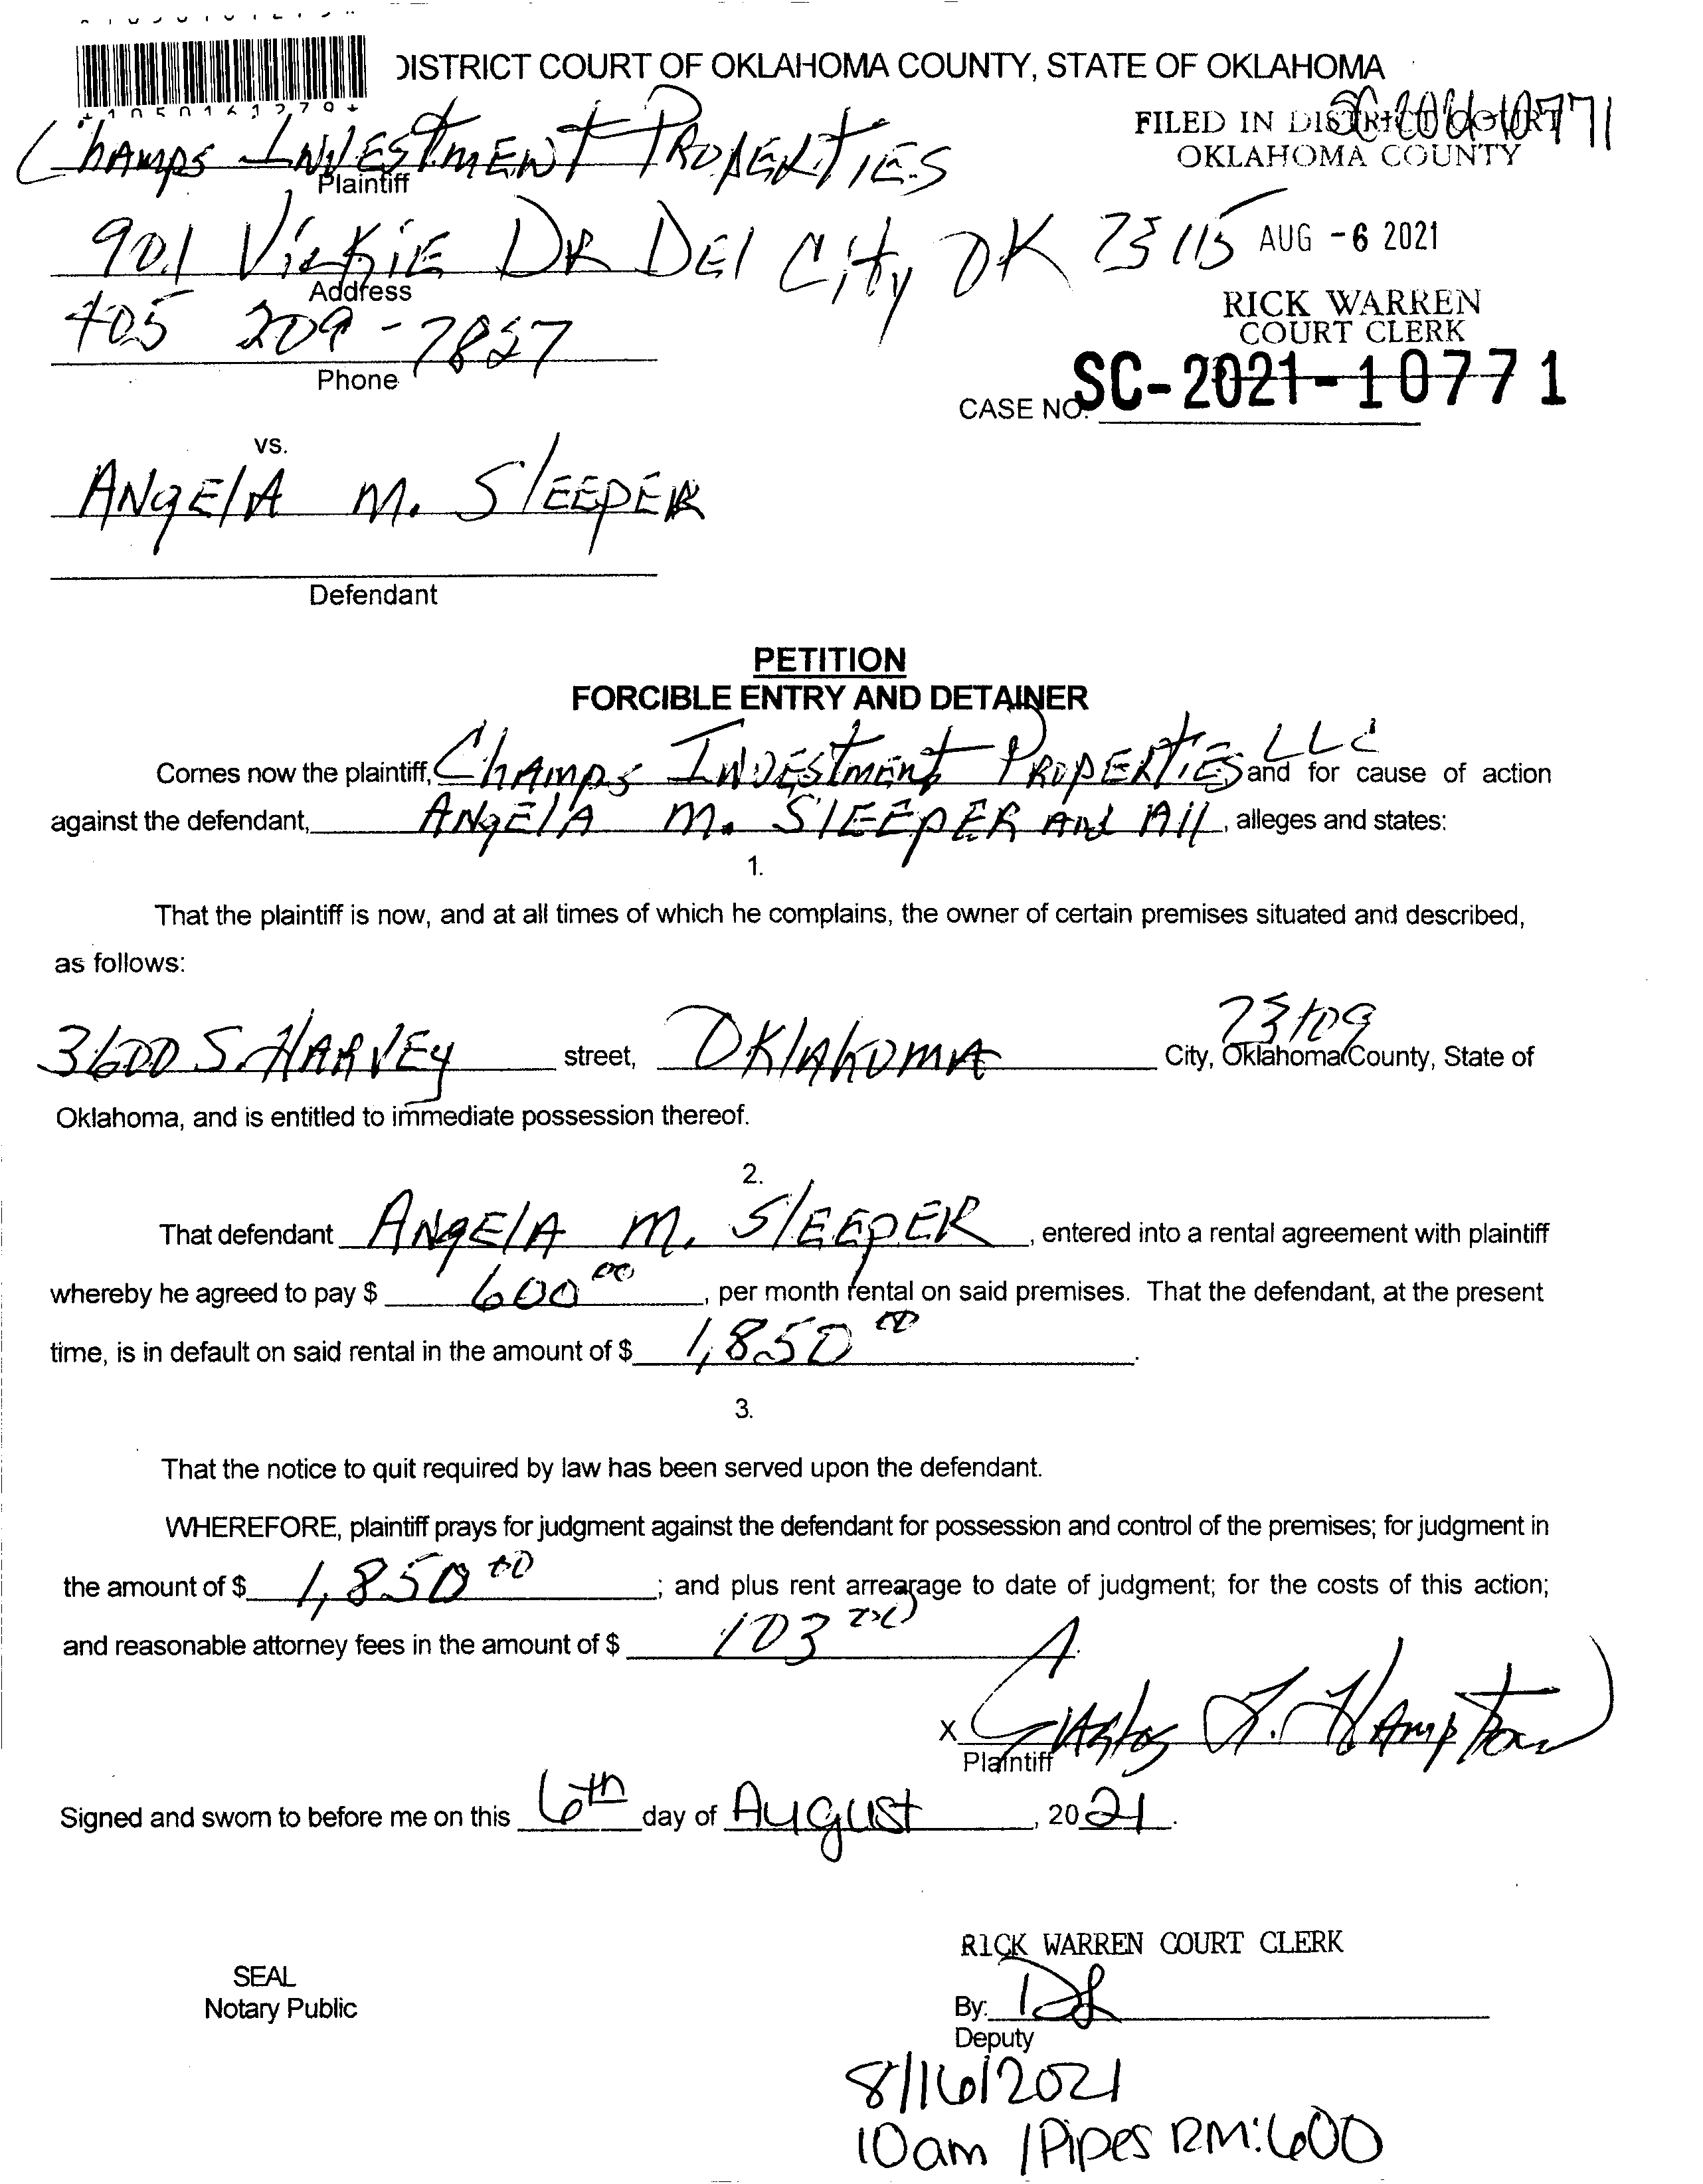 DISTRICT COURT OF OKLAHOMA COUNTY, STATE OF OKLAHOMA
Champs Investment Properties
Plaintiff
FILED IN DISTRICT COURT
OKLAHOMA COUNTY
901 Vickie Dr Del City OK 73115
AUG -6 2021
Address
405 209-7857
RICK WARREN
COURT CLERK
Phone
CASE NO. SC-2021-10771
vs.
Angela M. Sleeper
Defendant
PETITION
FORCIBLE ENTRY AND DETAINER
Comes now the plaintiff, Champs Investment Properties LLC and for cause of action
against the defendant, Angela M. Sleeper and All, alleges and states:
1.
That the plaintiff is now, and at all times of which he complains, the owner of certain premises situated and described,
as follows:
73109
3600 S. Harvey street, Oklahoma City, Oklahoma County, State of
Oklahoma, and is entitled to immediate possession thereof.
2.
That defendant Angela M. Sleeper, entered into a rental agreement with plaintiff
whereby he agreed to pay $ 600 00, per month rental on said premises. That the defendant, at the present
time, is in default on said rental in the amount of $ 1,850 00.
3.
That the notice to quit required by law has been served upon the defendant.
WHEREFORE, plaintiff prays for judgment against the defendant for possession and control of the premises; for judgment in
the amount of $ 1,850 00; and plus rent arrearage to date of judgment; for the costs of this action;
and reasonable attorney fees in the amount of $ 103 00
X
Plaintiff
Signed and sworn to before me on this 6th day of August, 2021.
RICK WARREN COURT CLERK
SEAL
Notary Public
By:
Deputy
8/16/2021
10am / Pipes RM:600